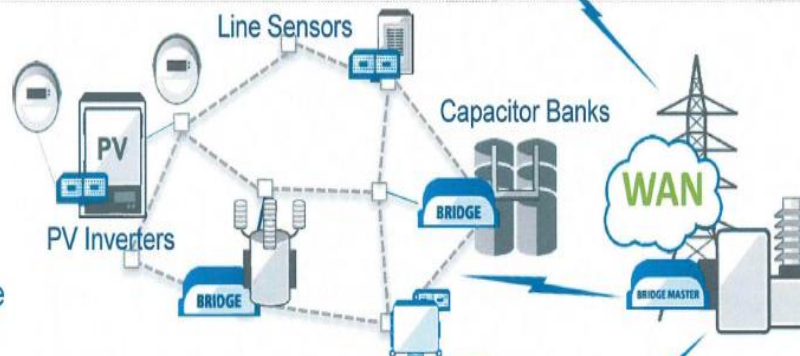 Line Sensors
PV
Capacitor Banks
WAN
BRIDGE
PV Inverters
BRIDGE
BRIDGE MASTER
e